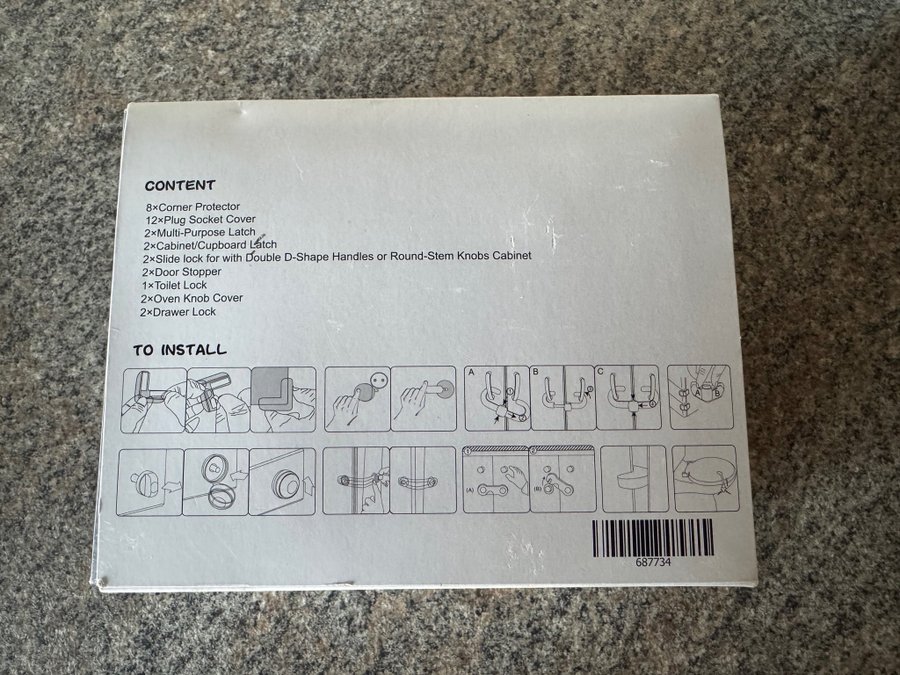 CONTENT
8×Corner Protector
12×Plug Socket Cover
2×Multi-Purpose Latch
2×Cabinet/Cupboard Latch
2×Slide lock for with Double D-Shape Handles or Round-Stem Knobs Cabinet
2×Door Stopper
1×Toilet Lock
2×Oven Knob Cover
2×Drawer Lock
TO INSTALL
A B C A B
1 2
(A) (B)
687734